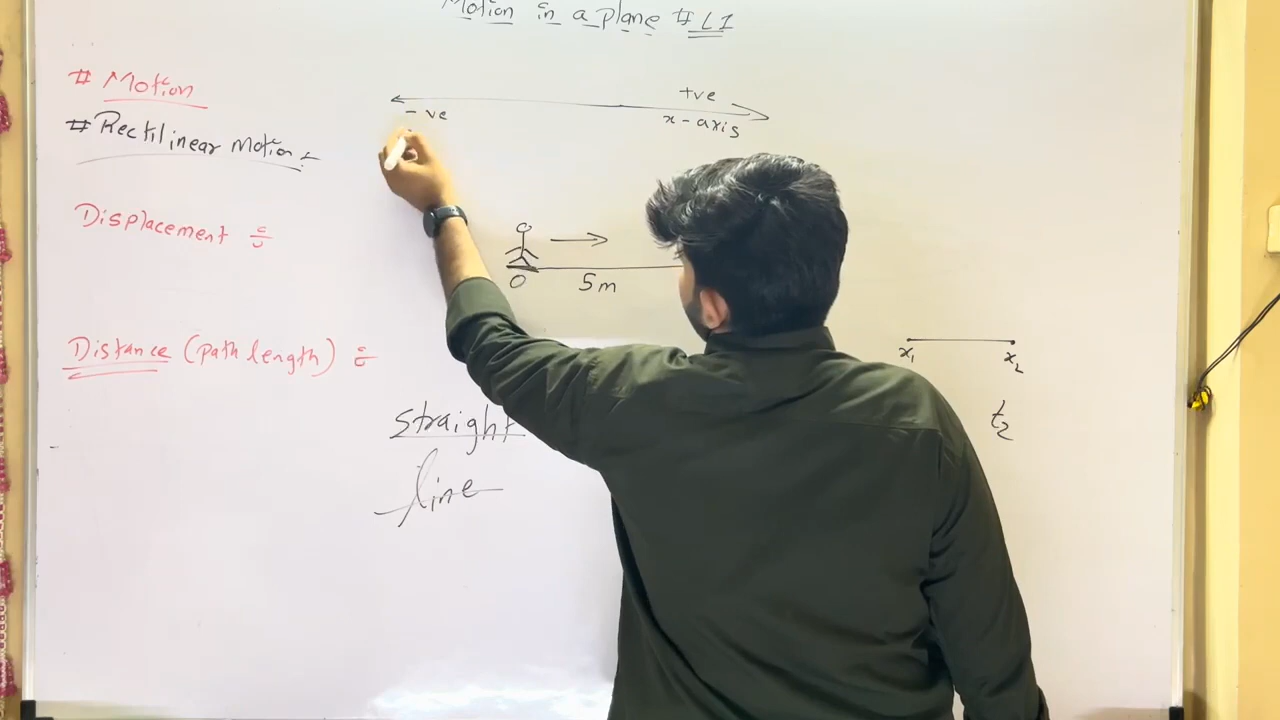 Motion in a plane # L1
# Motion
# Rectilinear Motion :-
Displacement ÷
Distance (path length) ÷
-ve
+ve
x-axis
O
5m
x₁
x₂
t₂
straight
line